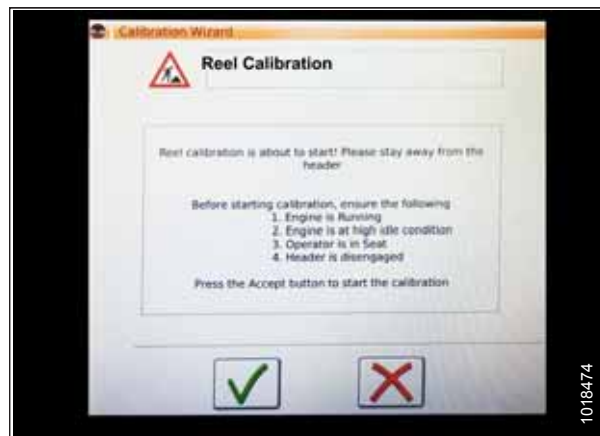 Calibration Wizard
Reel Calibration
Reel calibration is about to start! Please stay away from the
header
Before starting calibration, ensure the following
1. Engine is Running
2. Engine is at high idle condition
3. Operator is in Seat
4. Header is disengaged
Press the Accept button to start the calibration
1018474